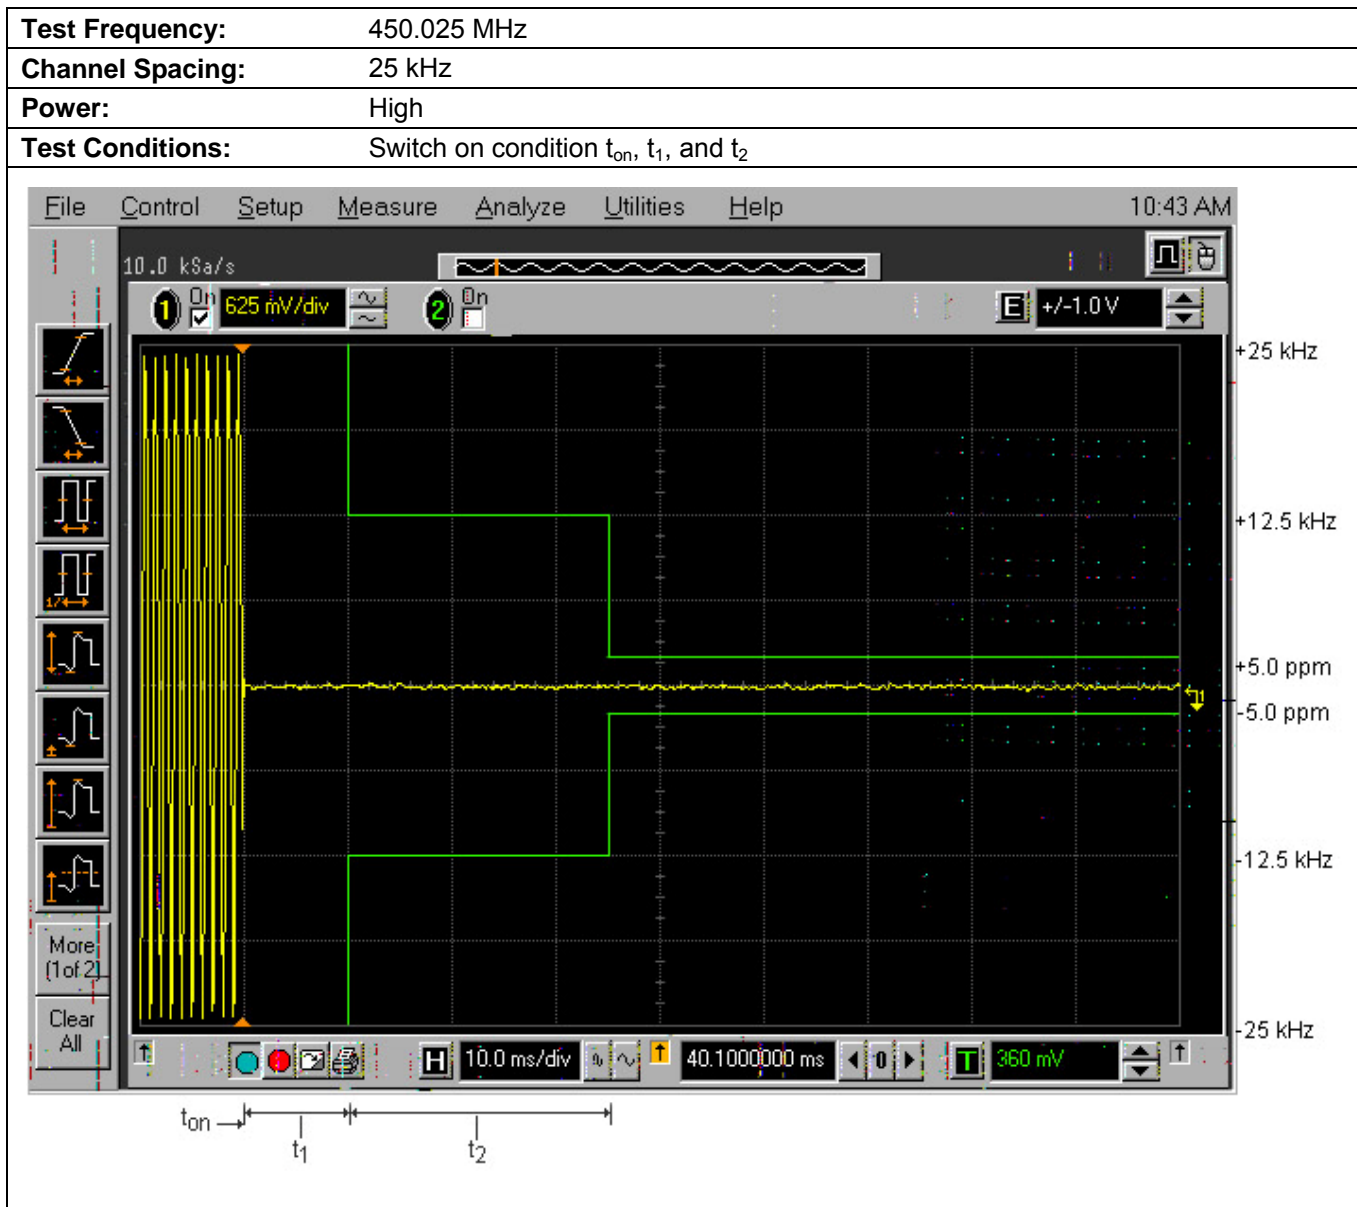 Test Frequency: 450.025 MHz
Channel Spacing: 25 kHz
Power: High
Test Conditions: Switch on condition ton, t1, and t2
File Control Setup Measure Analyze Utilities Help 10:43 AM
10.0 kSa/s
1 On 625 mV/div 2 On E +/-1.0 V
+25 kHz
+12.5 kHz
1/
+5.0 ppm
1
-5.0 ppm
-12.5 kHz
More
(1of 2)
Clear
All
-25 kHz
H 10.0 ms/div 40.1000000 ms 0 T 360 mV
ton
t1
t2